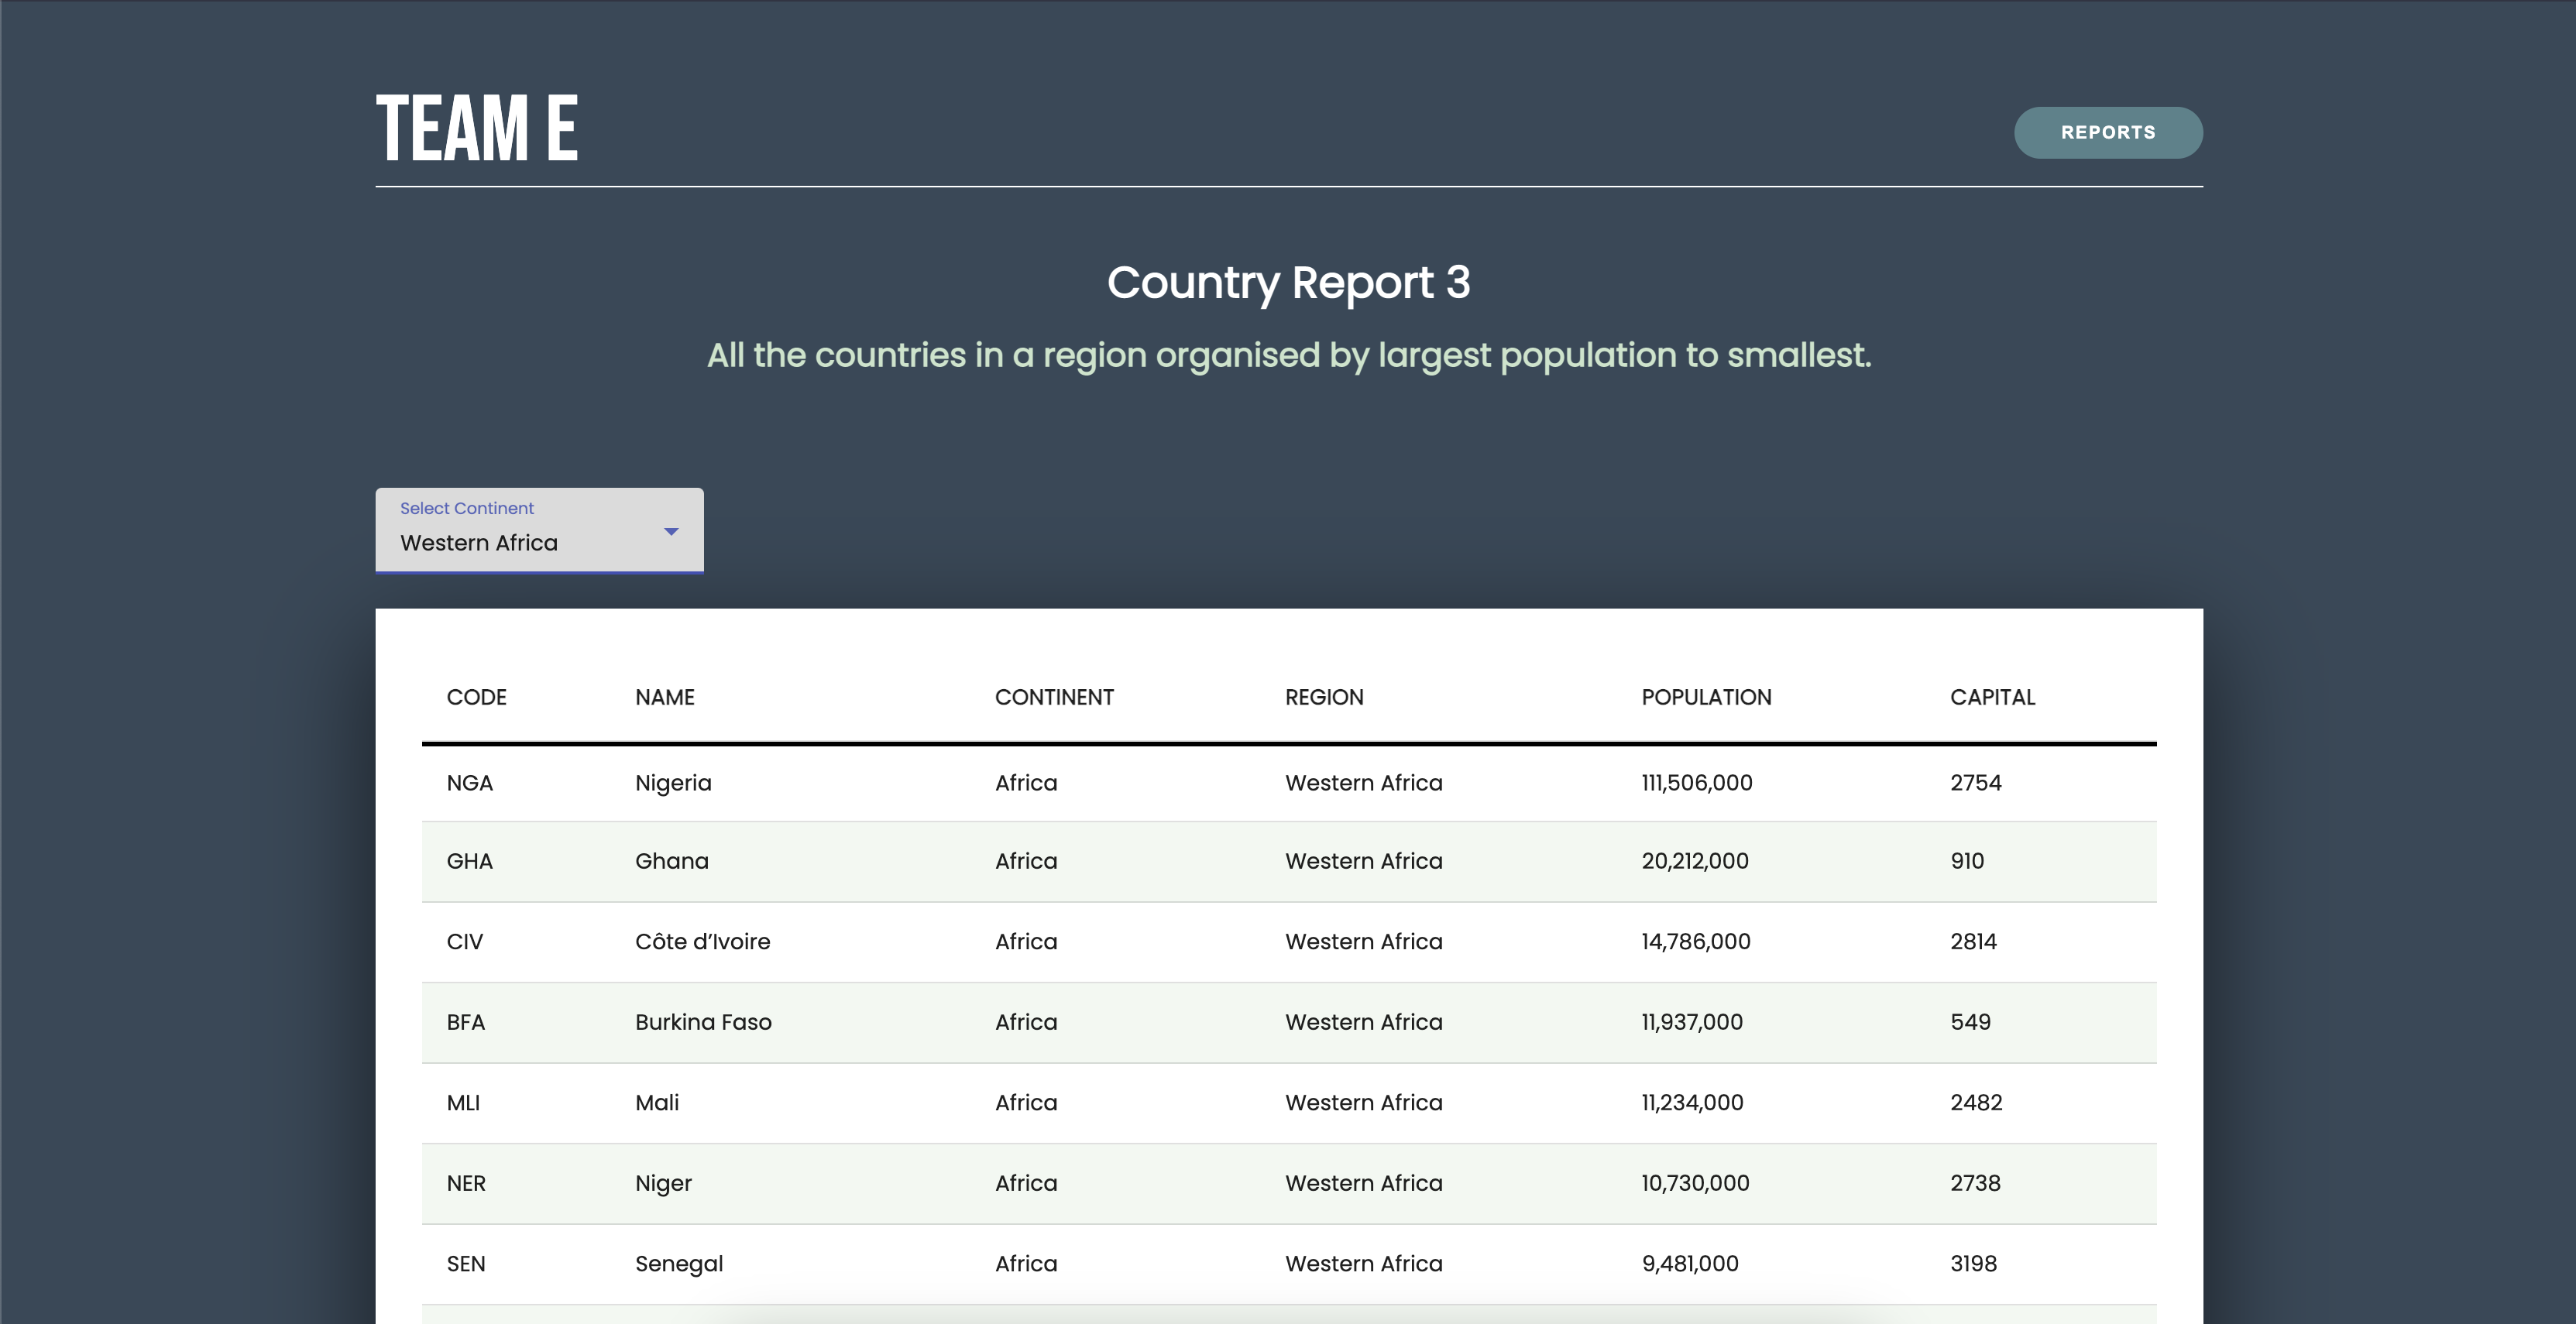 TEAM E
REPORTS
Country Report 3
All the countries in a region organised by largest population to smallest.
Select Continent
Western Africa
CODE NAME CONTINENT REGION POPULATION CAPITAL
NGA Nigeria Africa Western Africa 111,506,000 2754
GHA Ghana Africa Western Africa 20,212,000 910
CIV Côte d’Ivoire Africa Western Africa 14,786,000 2814
BFA Burkina Faso Africa Western Africa 11,937,000 549
MLI Mali Africa Western Africa 11,234,000 2482
NER Niger Africa Western Africa 10,730,000 2738
SEN Senegal Africa Western Africa 9,481,000 3198